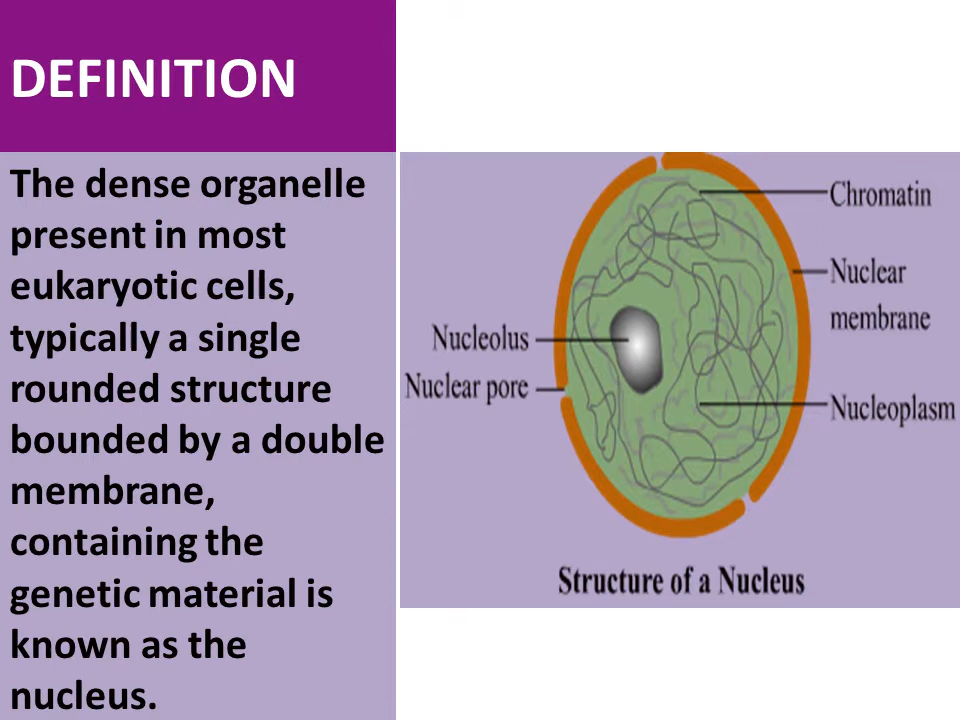 DEFINITION
The dense organelle
present in most
eukaryotic cells,
typically a single
rounded structure
bounded by a double
membrane,
containing the
genetic material is
known as the
nucleus.
Chromatin
Nuclear
membrane
Nucleolus
Nuclear pore
Nucleoplasm
Structure of a Nucleus